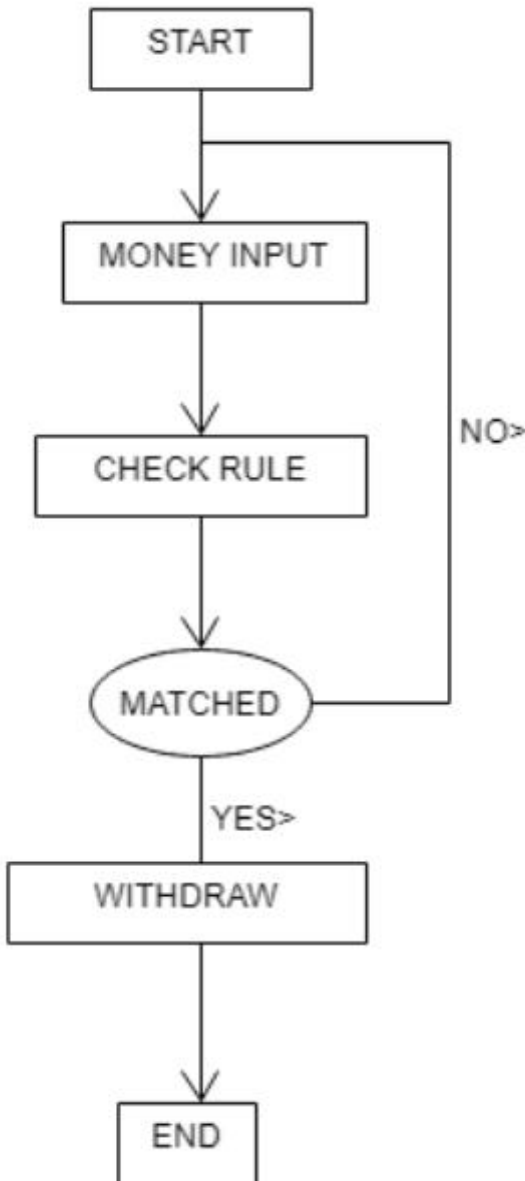 START
MONEY INPUT
NO>
CHECK RULE
MATCHED
YES>
WITHDRAW
END